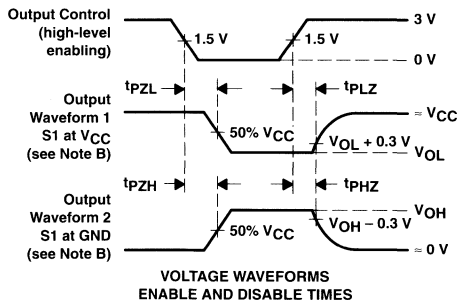 Output Control
(high-level
enabling)
1.5 V
1.5 V
3 V
0 V
tPZL
tPLZ
Output
Waveform 1
S1 at VCC
(see Note B)
50% VCC
≈ VCC
VOL + 0.3 V
VOL
tPZH
tPHZ
Output
Waveform 2
S1 at GND
(see Note B)
50% VCC
VOH
VOH − 0.3 V
≈ 0 V
VOLTAGE WAVEFORMS
ENABLE AND DISABLE TIMES